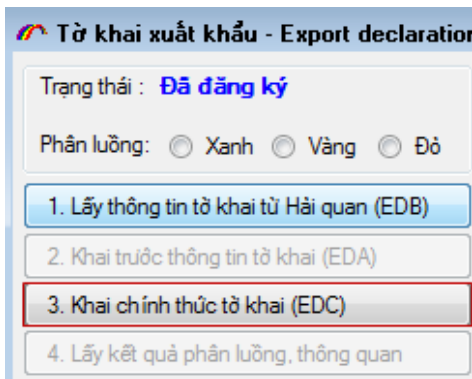 Tờ khai xuất khẩu - Export declaration
Trạng thái : Đã đăng ký
Phân luồng: Xanh Vàng Đỏ
1. Lấy thông tin tờ khai từ Hải quan (EDB)
2. Khai trước thông tin tờ khai (EDA)
3. Khai chính thức tờ khai (EDC)
4. Lấy kết quả phân luồng, thông quan